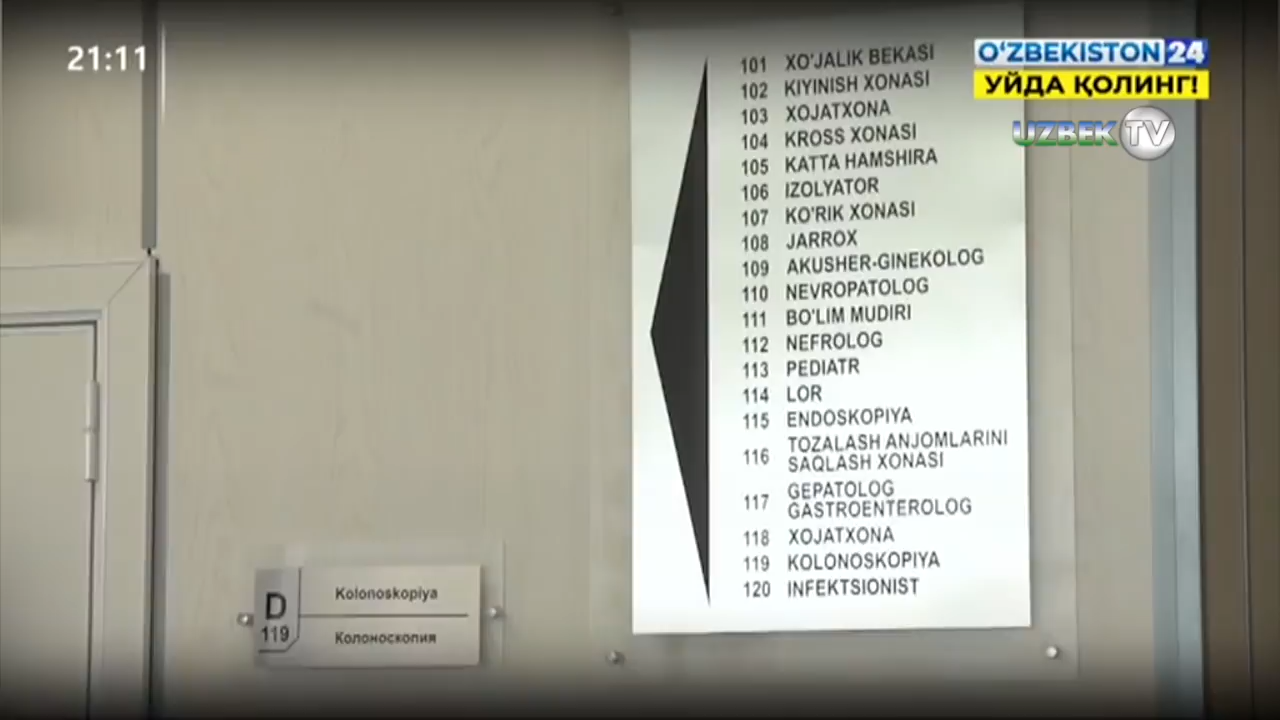 21:11
O‘ZBEKISTON 24
УЙДА ҚОЛИНГ!
UZBEK TV
101 XO'JALIK BEKASI
102 KIYINISH XONASI
103 XOJATXONA
104 KROSS XONASI
105 KATTA HAMSHIRA
106 IZOLYATOR
107 KO'RIK XONASI
108 JARROX
109 AKUSHER-GINEKOLOG
110 NEVROPATOLOG
111 BO'LIM MUDIRI
112 NEFROLOG
113 PEDIATR
114 LOR
115 ENDOSKOPIYA
116 TOZALASH ANJOMLARINI
SAQLASH XONASI
117 GEPATOLOG
GASTROENTEROLOG
118 XOJATXONA
119 KOLONOSKOPIYA
120 INFEKTSIONIST
D
119
Kolonoskopiya
Колоноскопия